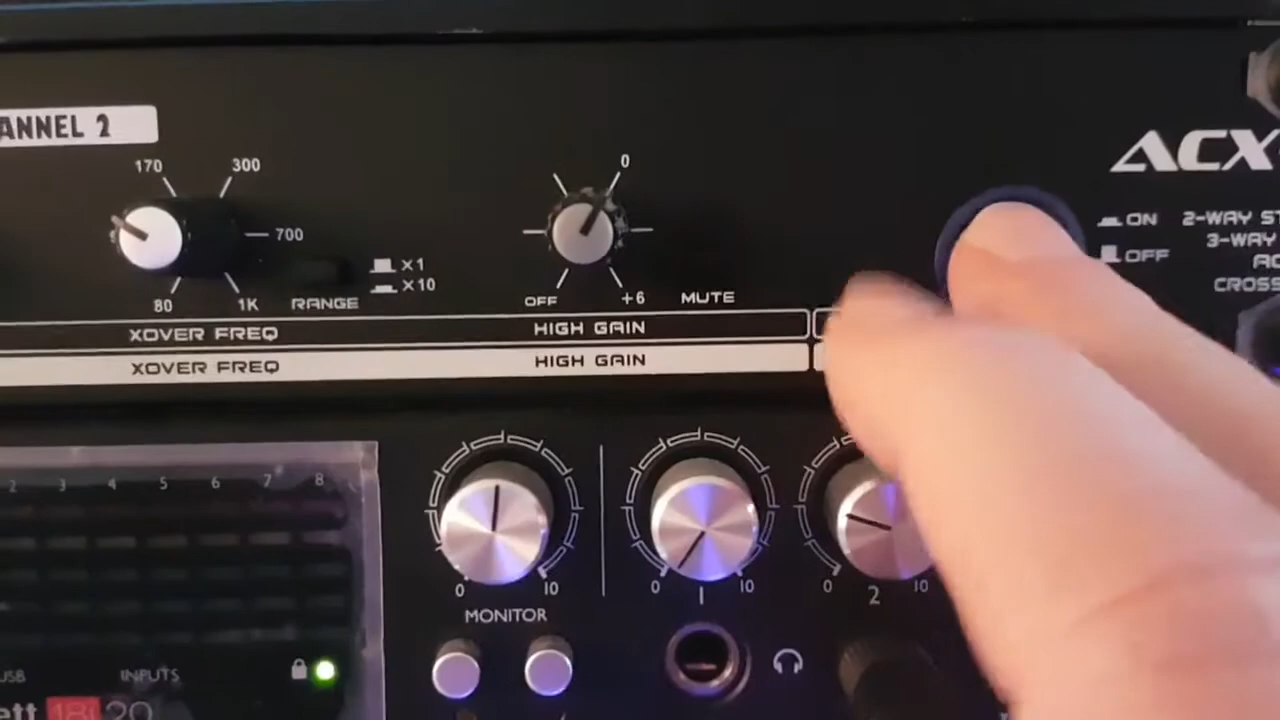 ANNEL 2
170 300
700
80 1K
RANGE
X1
X10
0
OFF +6
MUTE
ACX
ON
OFF
2-WAY ST
3-WAY
AC
CROSS
XOVER FREQ HIGH GAIN
XOVER FREQ HIGH GAIN
2 3 4 5 6 7 8
0 10
MONITOR
0 10
1
0 10
2
USB INPUTS
ett 18i20